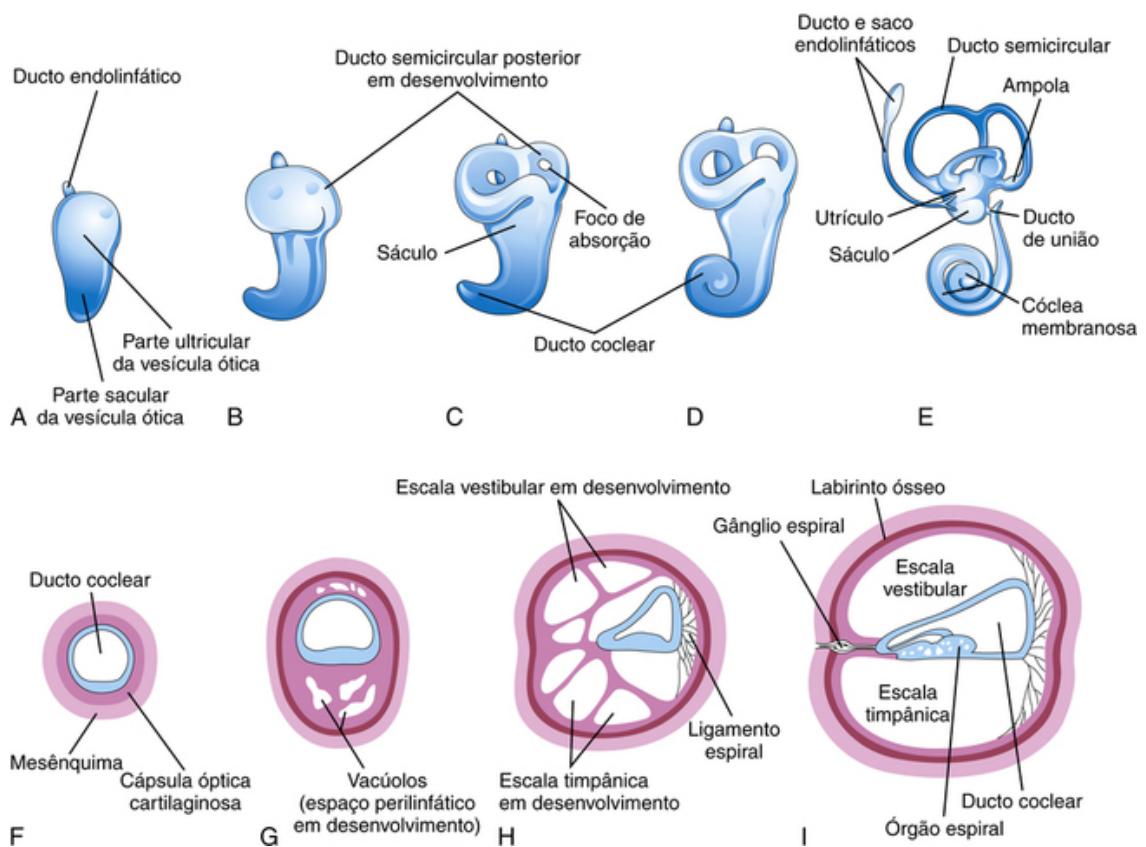 Ducto endolinfático
Parte ultricular
da vesícula ótica
Parte sacular
da vesícula ótica
A
B
Ducto semicircular posterior
em desenvolvimento
Sáculo
Foco de
absorção
Ducto coclear
C
D
Ducto e saco
endolinfáticos
Ducto semicircular
Ampola
Utrículo
Sáculo
Ducto
de união
Cóclea
membranosa
E
Ducto coclear
Mesênquima
Cápsula óptica
cartilaginosa
F
Vacúolos
(espaço perilinfático
em desenvolvimento)
G
Escala vestibular em desenvolvimento
Ligamento
espiral
Escala timpânica
em desenvolvimento
H
Labirinto ósseo
Gânglio espiral
Escala
vestibular
Escala
timpânica
Ducto coclear
Órgão espiral
I